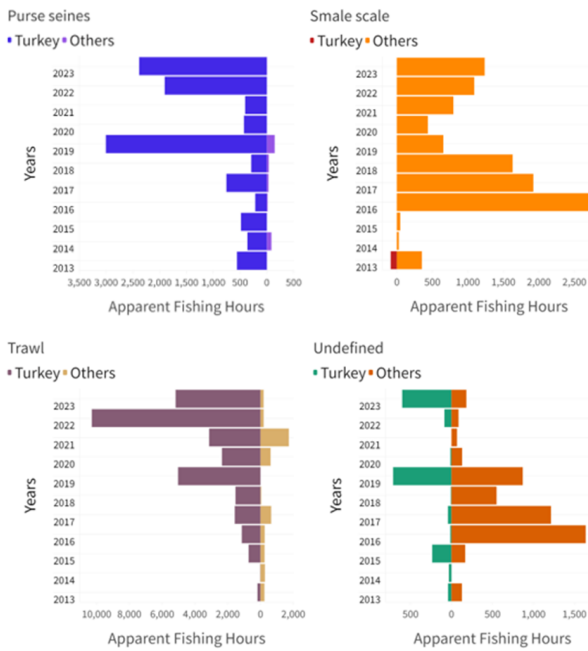 Purse seines
Turkey Others
2023
2022
2021
2020
2019
2018
2017
2016
2015
2014
2013
Years
3,500 3,000 2,500 2,000 1,500 1,000 500 0 500
Apparent Fishing Hours
Smale scale
Turkey Others
2023
2022
2021
2020
2019
2018
2017
2016
2015
2014
2013
Years
0 500 1,000 1,500 2,000 2,500
Apparent Fishing Hours
Trawl
Turkey Others
2023
2022
2021
2020
2019
2018
2017
2016
2015
2014
2013
Years
10,000 8,000 6,000 4,000 2,000 0 2,000
Apparent Fishing Hours
Undefined
Turkey Others
2023
2022
2021
2020
2019
2018
2017
2016
2015
2014
2013
Years
500 0 500 1,000 1,500
Apparent Fishing Hours